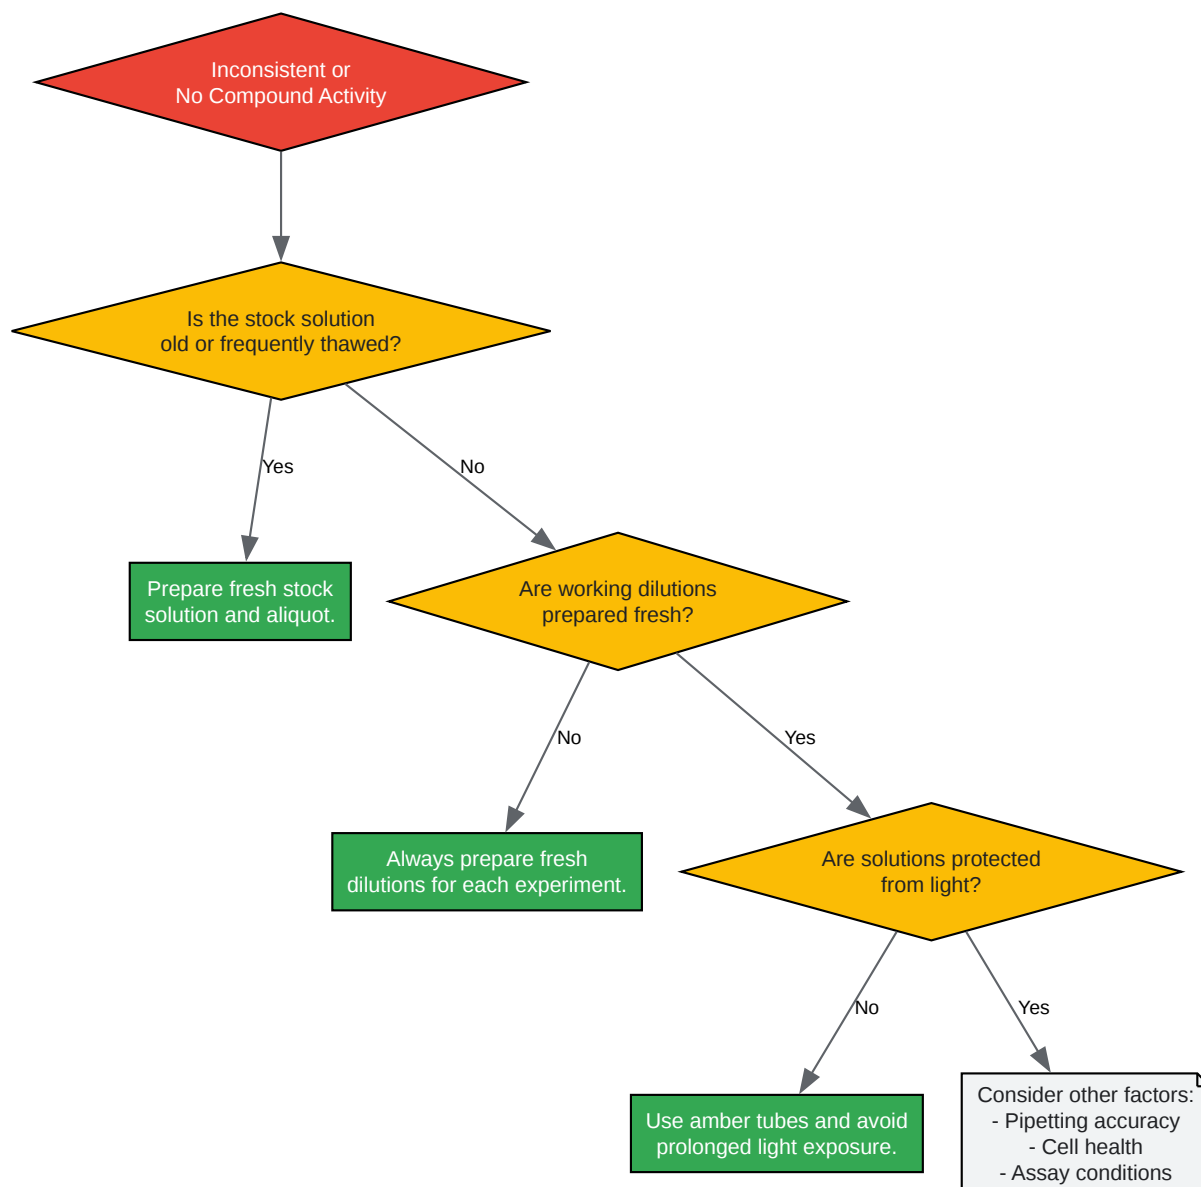 Inconsistent or
No Compound Activity
Is the stock solution
old or frequently thawed?
Yes
No
Prepare fresh stock
solution and aliquot.
Are working dilutions
prepared fresh?
No
Yes
Always prepare fresh
dilutions for each experiment.
Are solutions protected
from light?
No
Yes
Use amber tubes and avoid
prolonged light exposure.
Consider other factors:
- Pipetting accuracy
- Cell health
- Assay conditions